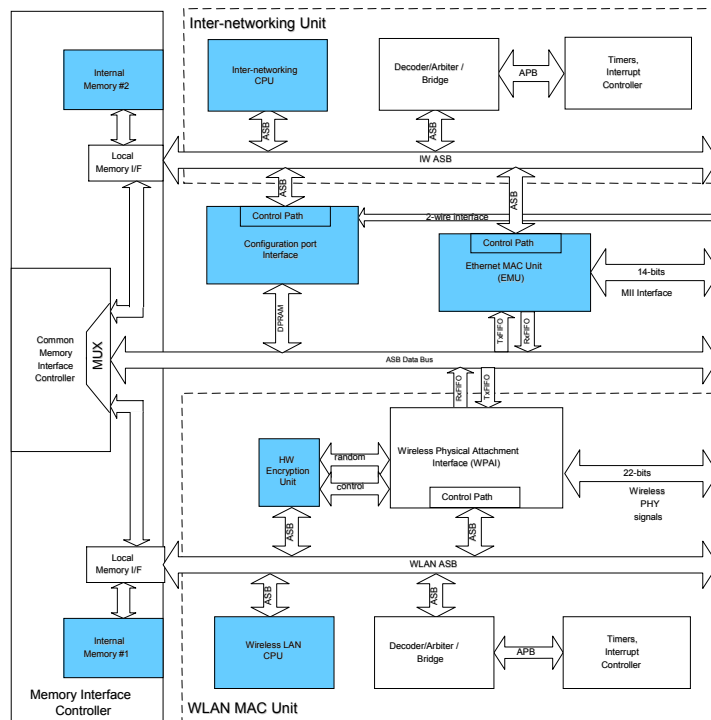 Inter-networking Unit
Internal
Memory #2
Inter-networking
CPU
Decoder/Arbiter /
Bridge
APB
Timers,
Interrupt
Controller
ASB
ASB
Local
Memory I/F
IW ASB
ASB
ASB
Control Path
2-wire interface
Configuration port
Interface
Control Path
Ethernet MAC Unit
(EMU)
14-bits
MII Interface
DPRAM
TxFIFO
RxFIFO
Common
Memory
Interface
Controller
MUX
ASB Data Bus
RxFIFO
TxFIFO
HW
Encryption
Unit
random
control
Wireless Physical Attachment
Interface (WPAI)
Control Path
22-bits
Wireless
PHY
signals
ASB
ASB
Local
Memory I/F
WLAN ASB
ASB
ASB
Internal
Memory #1
Wireless LAN
CPU
Decoder/Arbiter /
Bridge
APB
Timers,
Interrupt
Controller
Memory Interface
Controller
WLAN MAC Unit